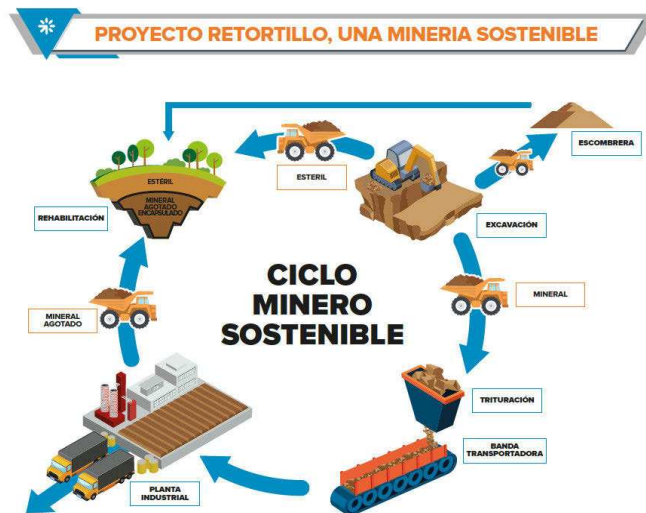 PROYECTO RETORTILLO, UNA MINERIA SOSTENIBLE
ESCOMBRERA
ESTERIL
ESTÉRIL
MINERAL
AGOTADO
ENCAPSULADO
REHABILITACIÓN
EXCAVACIÓN
CICLO
MINERO
SOSTENIBLE
MINERAL
AGOTADO
MINERAL
TRITURACIÓN
BANDA
TRANSPORTADORA
PLANTA
INDUSTRIAL